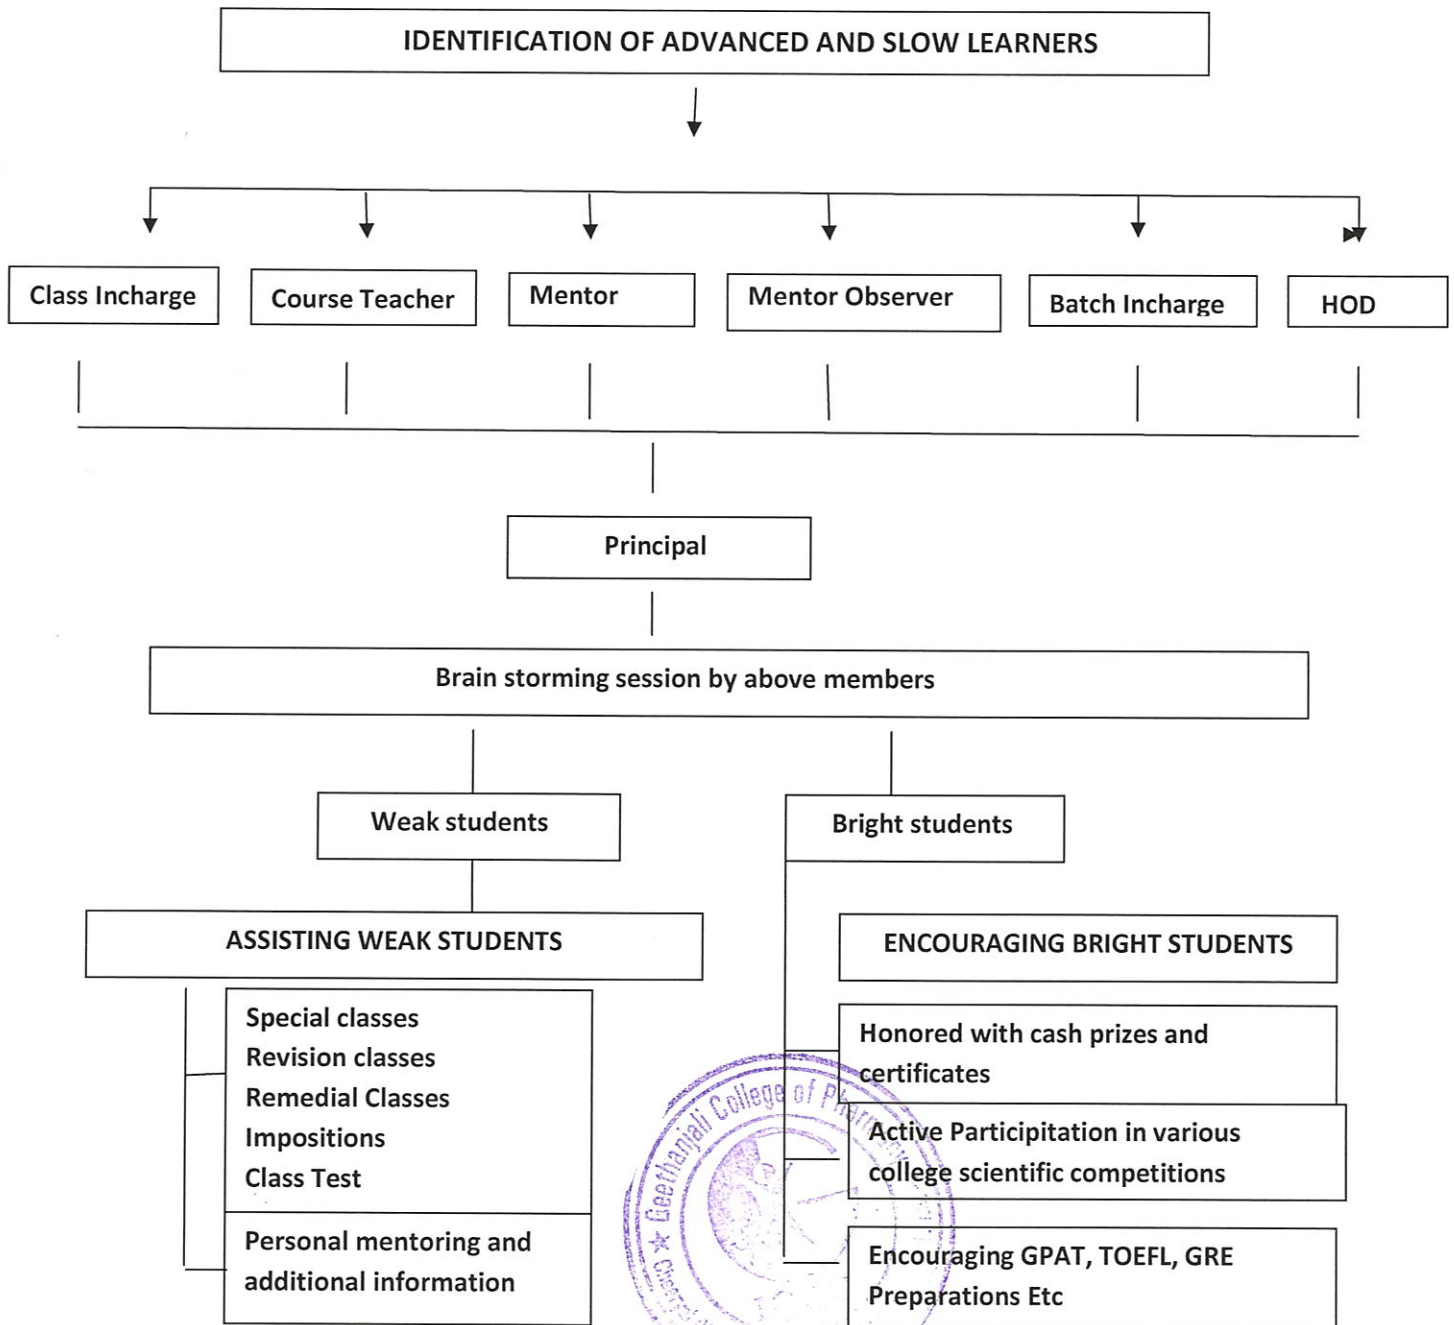 IDENTIFICATION OF ADVANCED AND SLOW LEARNERS
Class Incharge
Course Teacher
Mentor
Mentor Observer
Batch Incharge
HOD
Principal
Brain storming session by above members
Weak students
Bright students
ASSISTING WEAK STUDENTS
Special classes
Revision classes
Remedial Classes
Impositions
Class Test
Personal mentoring and
additional information
ENCOURAGING BRIGHT STUDENTS
Honored with cash prizes and
certificates
Active Participitation in various
college scientific competitions
Encouraging GPAT, TOEFL, GRE
Preparations Etc
Geethanjali College of Pharmacy